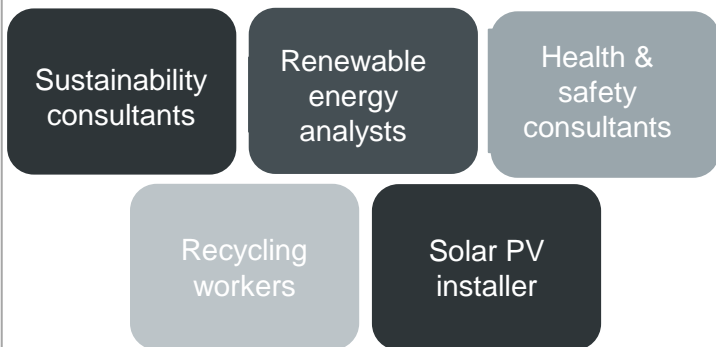 Sustainability
consultants
Renewable
energy
analysts
Health &
safety
consultants
Recycling
workers
Solar PV
installer